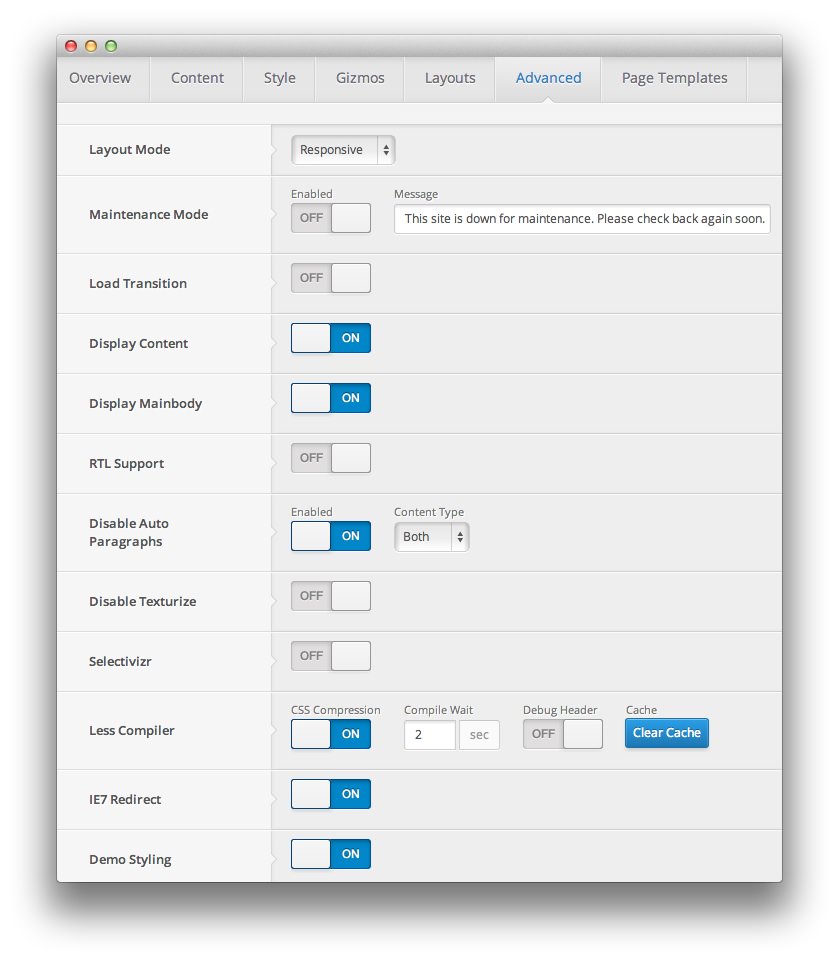 Overview Content Style Gizmos Layouts Advanced Page Templates
Layout Mode Responsive
Enabled Message
Maintenance Mode OFF This site is down for maintenance. Please check back again soon.
Load Transition OFF
Display Content ON
Display Mainbody ON
RTL Support OFF
Enabled Content Type
Disable Auto ON Both
Paragraphs
Disable Texturize OFF
Selectivizr OFF
CSS Compression Compile Wait Debug Header Cache
Less Compiler ON 2 sec OFF Clear Cache
IE7 Redirect ON
Demo Styling ON